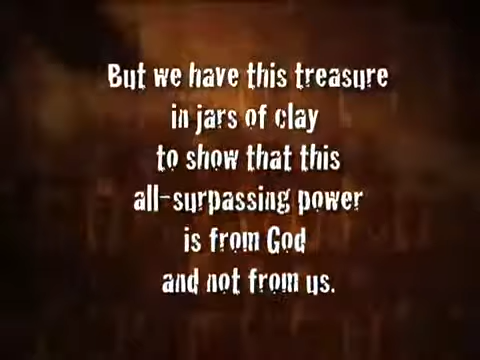 But we have this treasure
in jars of clay
to show that this
all-surpassing power
is from God
and not from us.